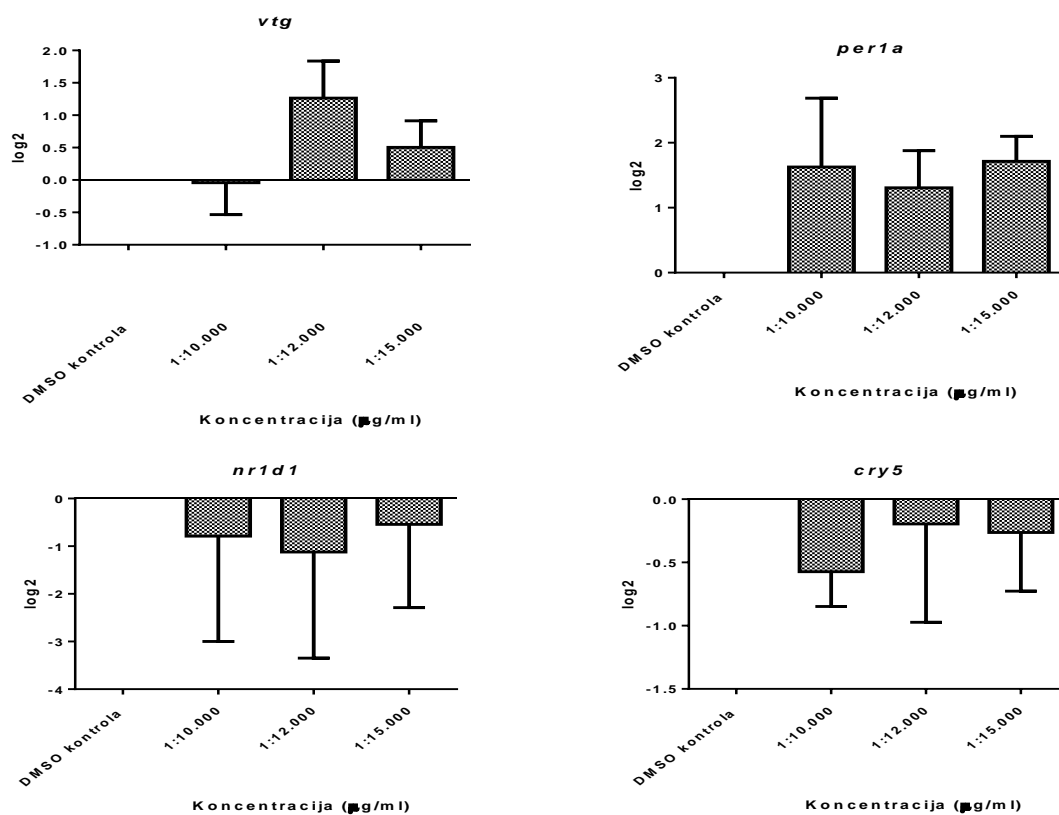 vtg
2.0
1.5
1.0
0.5
0.0
-0.5
-1.0
log2
DMSO kontrola
1:10.000
1:12.000
1:15.000
Koncentracija (µg/ml)
per1a
3
2
1
0
log2
DMSO kontrola
1:10.000
1:12.000
1:15.000
Koncentracija (µg/ml)
nr1d1
0
-1
-2
-3
-4
log2
DMSO kontrola
1:10.000
1:12.000
1:15.000
Koncentracija (µg/ml)
cry5
0.0
-0.5
-1.0
-1.5
log2
DMSO kontrola
1:10.000
1:12.000
1:15.000
Koncentracija (µg/ml)